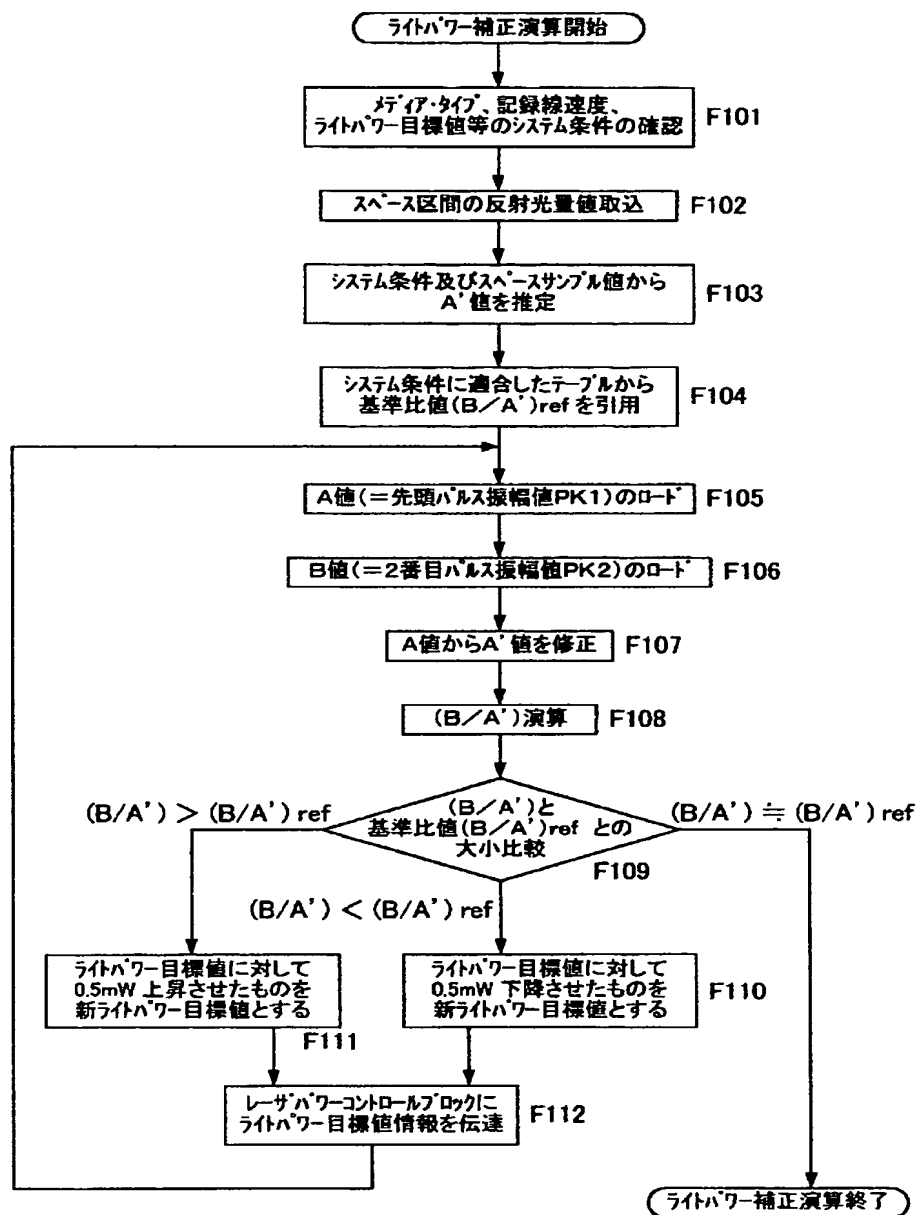 ライトパワー補正演算開始
メディア・タイプ、記録線速度、
ライトパワー目標値等のシステム条件の確認
F101
スペース区間の反射光量値取込
F102
システム条件及びスペースサンプル値から
A'値を推定
F103
システム条件に適合したテーブルから
基準比値(B/A')refを引用
F104
A値(=先頭パルス振幅値PK1)のロード
F105
B値(=2番目パルス振幅値PK2)のロード
F106
A値からA'値を修正
F107
(B/A')演算
F108
(B/A')>(B/A')ref
(B/A')と
基準比値(B/A')ref との
大小比較
F109
(B/A')≒(B/A')ref
(B/A')<(B/A')ref
ライトパワー目標値に対して
0.5mW 上昇させたものを
新ライトパワー目標値とする
F111
ライトパワー目標値に対して
0.5mW 下降させたものを
新ライトパワー目標値とする
F110
レーザパワーコントロールブロックに
ライトパワー目標値情報を伝達
F112
ライトパワー補正演算終了